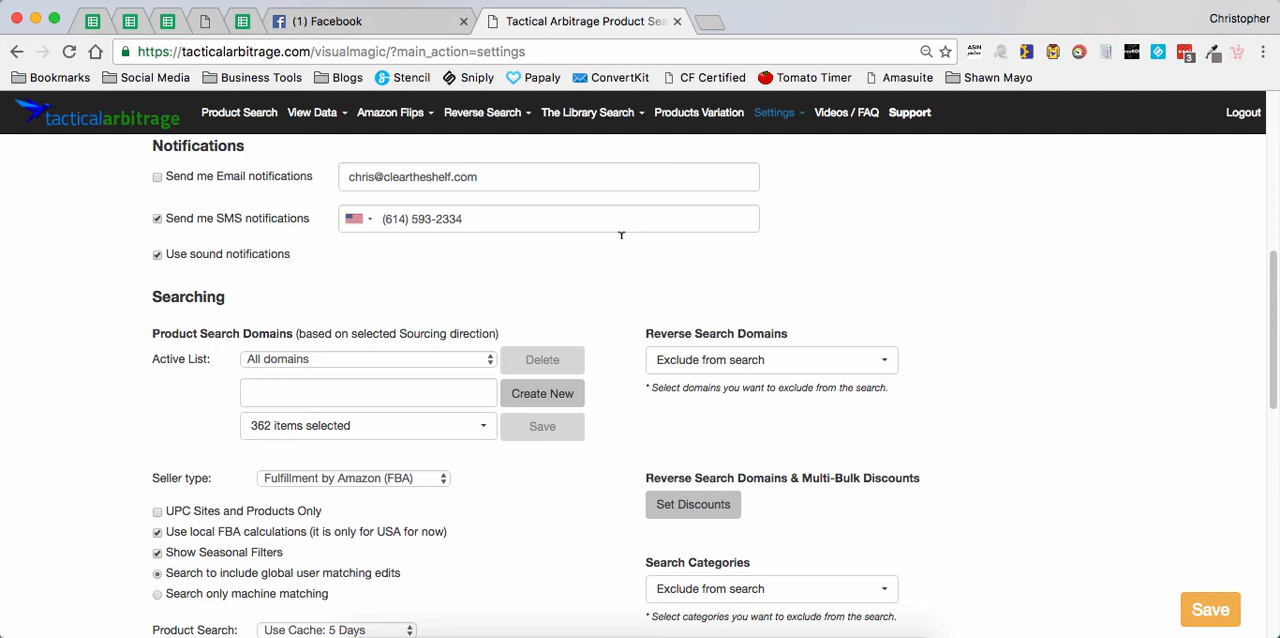 (1) Facebook
Tactical Arbitrage Product Sea
Christopher
https://tacticalarbitrage.com/visualmagic/?main_action=settings
Bookmarks Social Media Business Tools Blogs Stencil Sniply Papaly ConvertKit CF Certified Tomato Timer Amasuite Shawn Mayo
tacticalarbitrage Product Search View Data Amazon Flips Reverse Search The Library Search Products Variation Settings Videos / FAQ Support Logout
Notifications
Send me Email notifications chris@cleartheshelf.com
Send me SMS notifications (614) 593-2334
Use sound notifications
Searching
Product Search Domains (based on selected Sourcing direction)
Active List: All domains Delete
Create New
362 items selected Save
Reverse Search Domains
Exclude from search
* Select domains you want to exclude from the search.
Seller type: Fulfillment by Amazon (FBA)
UPC Sites and Products Only
Use local FBA calculations (it is only for USA for now)
Show Seasonal Filters
Search to include global user matching edits
Search only machine matching
Product Search: Use Cache: 5 Days
Reverse Search Domains & Multi-Bulk Discounts
Set Discounts
Search Categories
Exclude from search
* Select categories you want to exclude from the search.
Save